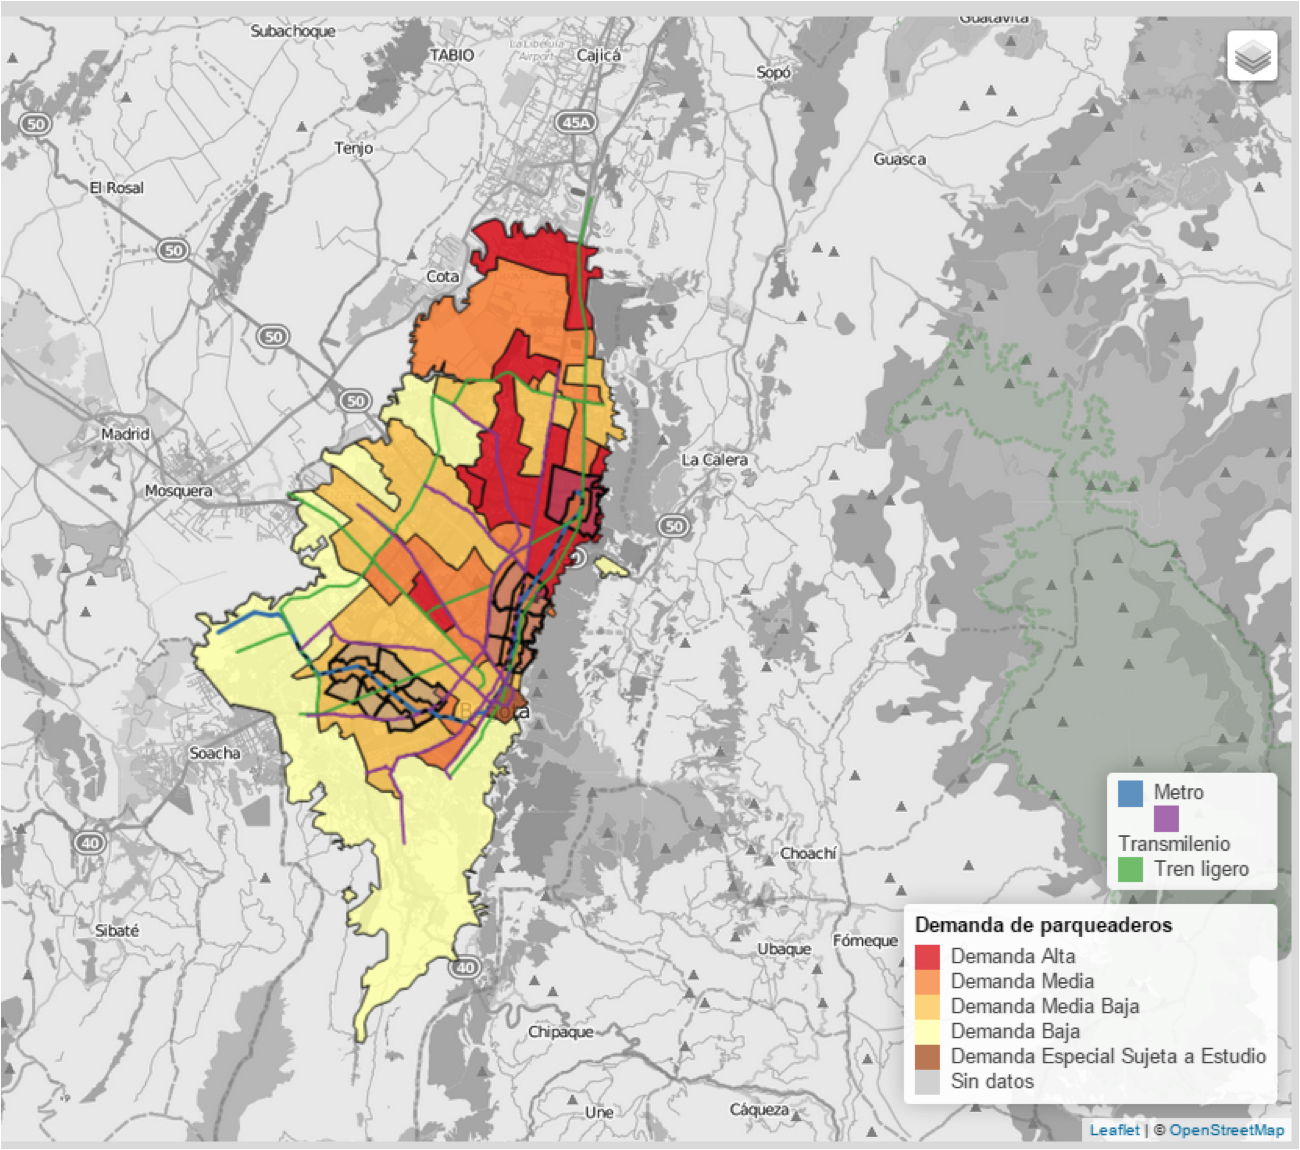 Guatavita
Subachoque
TABIO
La Libélula
Airport
Cajicá
Sopó
50
45A
Tenjo
Guasca
El Rosal
50
Cota
50
50
Madrid
La Calera
Mosquera
50
Soacha
40
Choachí
Sibaté
Ubaque
Fómeque
40
Chipaque
Une
Cáqueza
Metro
Transmilenio
Tren ligero
Demanda de parqueaderos
Demanda Alta
Demanda Media
Demanda Media Baja
Demanda Baja
Demanda Especial Sujeta a Estudio
Sin datos
Leaflet | © OpenStreetMap